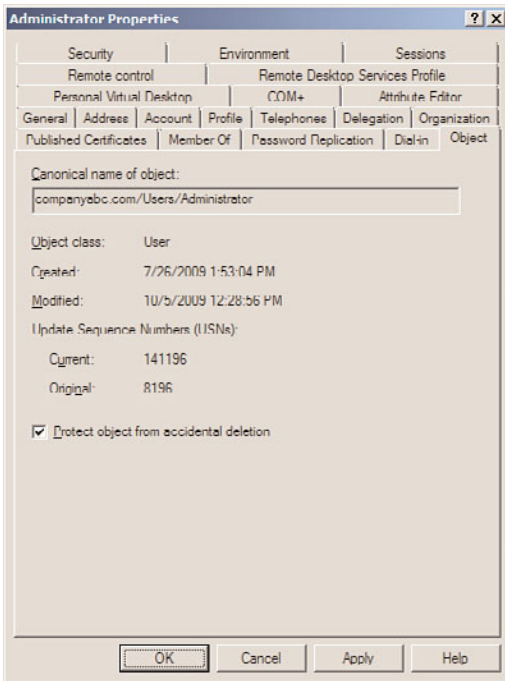 Administrator Properties
Security Environment Sessions
Remote control Remote Desktop Services Profile
Personal Virtual Desktop COM+ Attribute Editor
General Address Account Profile Telephones Delegation Organization
Published Certificates Member Of Password Replication Dial-in Object
Canonical name of object:
companyabc.com/Users/Administrator
Object class: User
Created: 7/26/2009 1:53:04 PM
Modified: 10/5/2009 12:28:56 PM
Update Sequence Numbers (USNs):
Current: 141196
Original: 8196
Protect object from accidental deletion
OK Cancel Apply Help